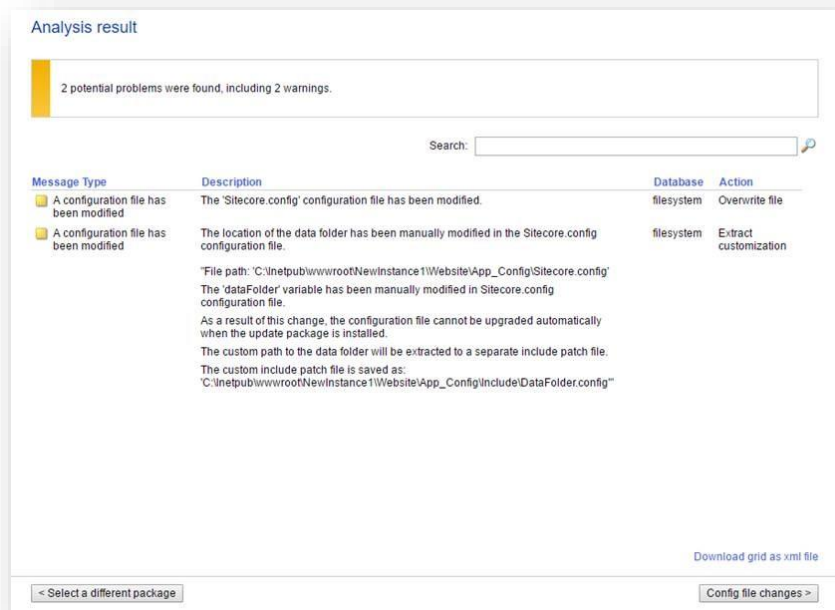 Analysis result
2 potential problems were found, including 2 warnings.
Search:
Message Type Description Database Action
A configuration file has The 'Sitecore.config' configuration file has been modified. filesystem Overwrite file
been modified
A configuration file has The location of the data folder has been manually modified in the Sitecore.config filesystem Extract
been modified configuration file. customization
"File path: 'C:\Inetpub\wwwroot\NewInstance1\Website\App_Config\Sitecore.config'
The 'dataFolder' variable has been manually modified in Sitecore.config
configuration file.
As a result of this change, the configuration file cannot be upgraded automatically
when the update package is installed.
The custom path to the data folder will be extracted to a separate include patch file.
The custom include patch file is saved as:
'C:\Inetpub\wwwroot\NewInstance1\Website\App_Config\Include\DataFolder.config'"
Download grid as xml file
< Select a different package Config file changes >